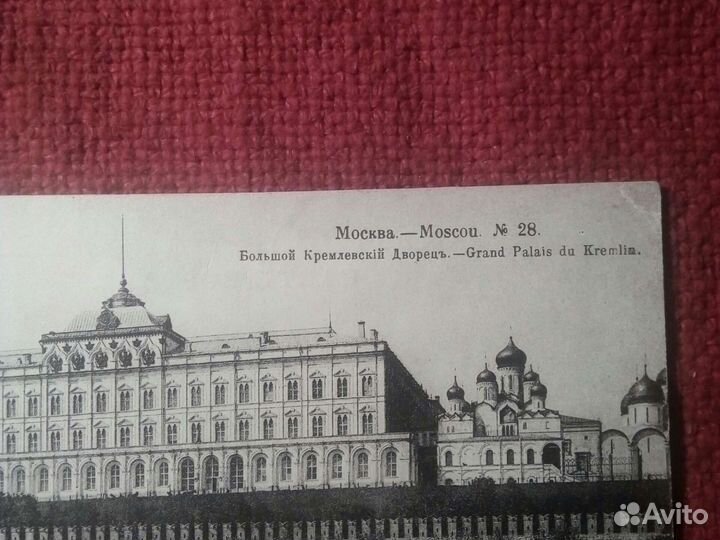 Москва.—Moscou. № 28.
Большой Кремлевскій Дворецъ.—Grand Palais du Kremlin.
Avito